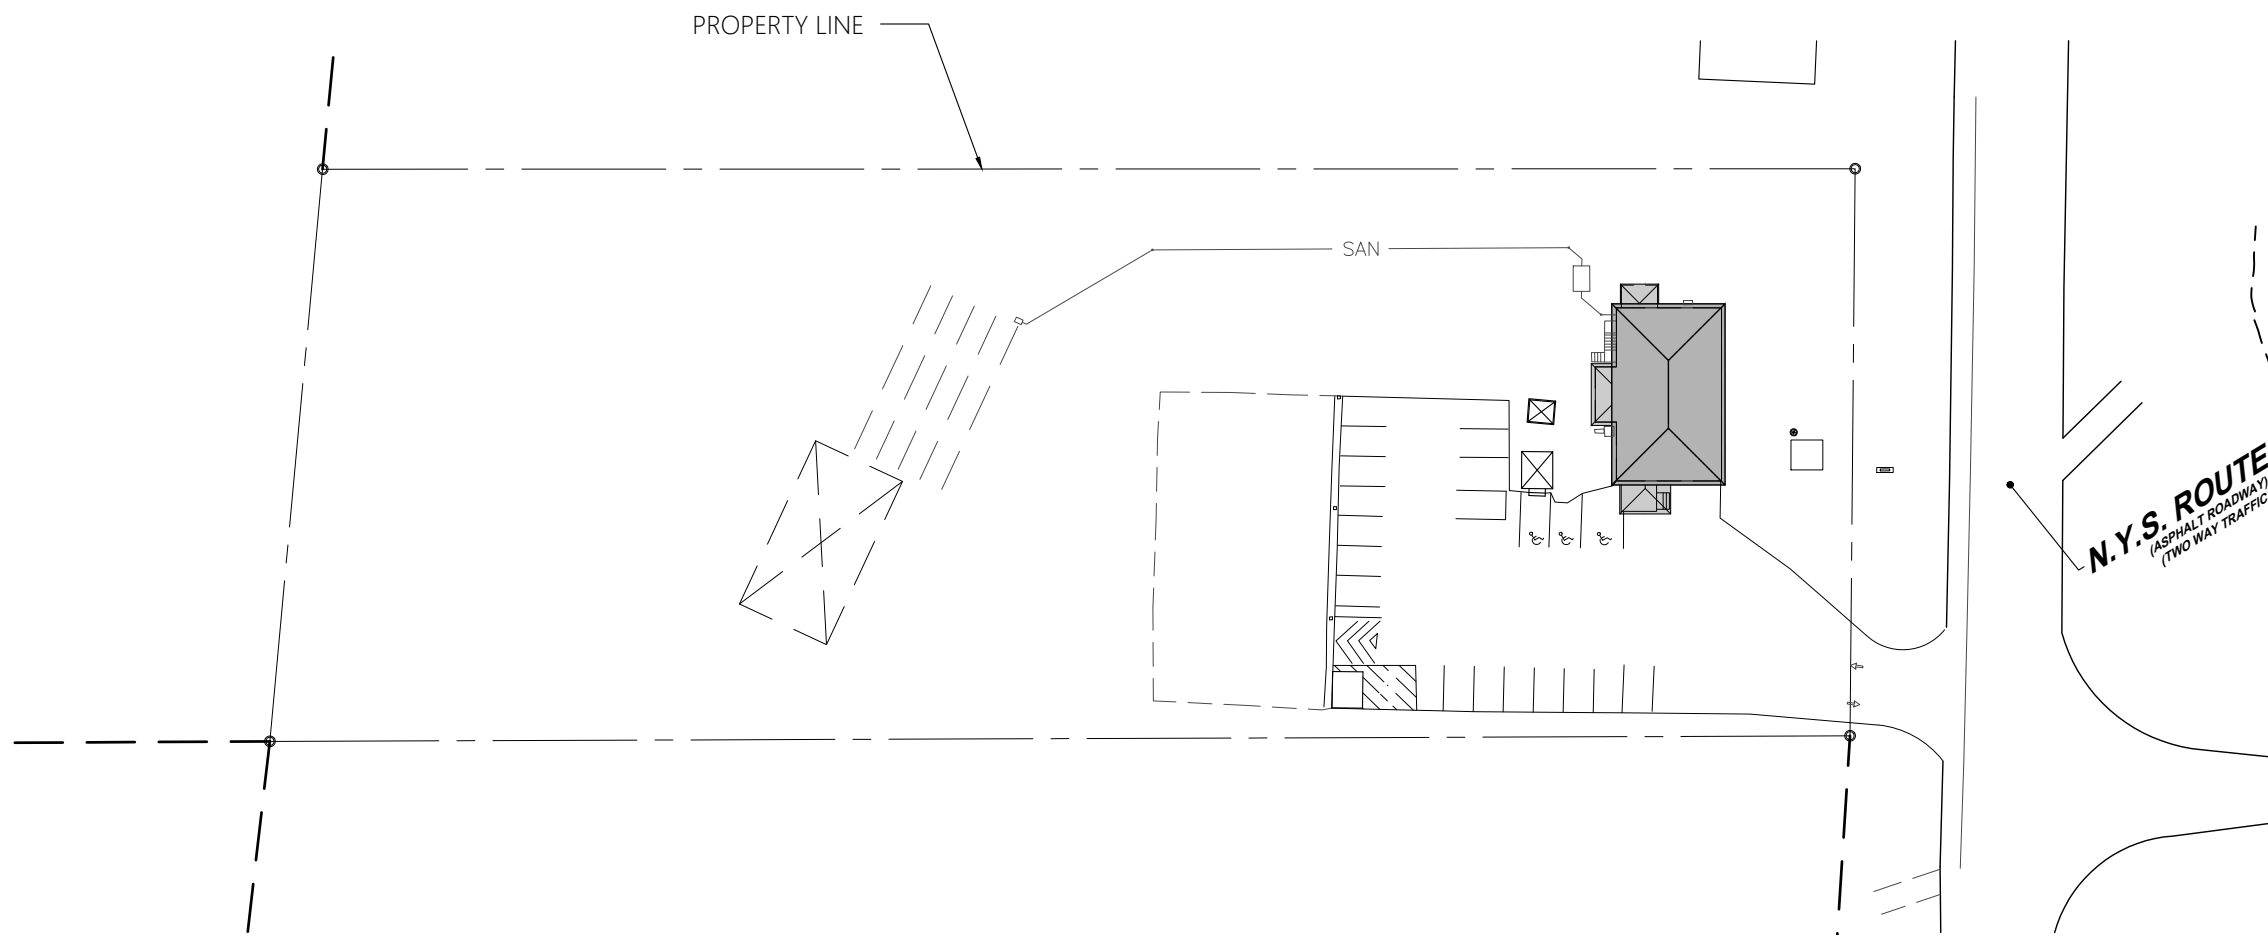 PROPERTY LINE
SAN
N.Y.S. ROUTE
(ASPHALT ROADWAY)
(TWO WAY TRAFFIC